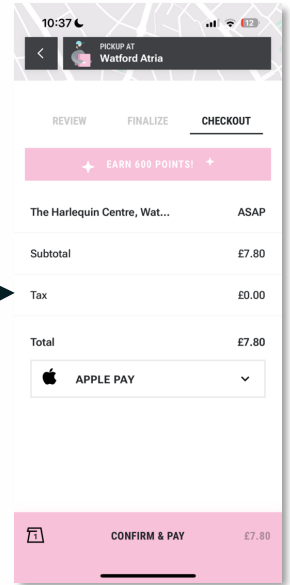 10:37
12
PICKUP AT
Watford Atria
REVIEW FINALIZE CHECKOUT
EARN 600 POINTS!
The Harlequin Centre, Wat... ASAP
Subtotal £7.80
Tax £0.00
Total £7.80
APPLE PAY
1 CONFIRM & PAY £7.80